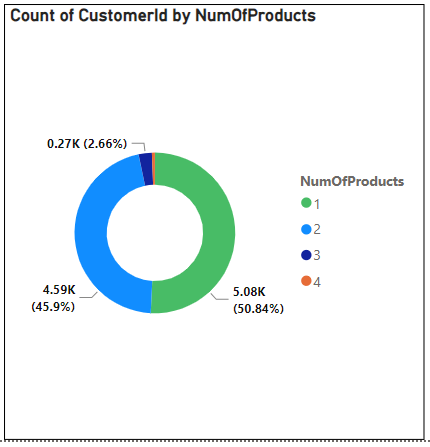 Count of CustomerId by NumOfProducts
0.27K (2.66%)
4.59K
(45.9%)
5.08K
(50.84%)
NumOfProducts
1
2
3
4